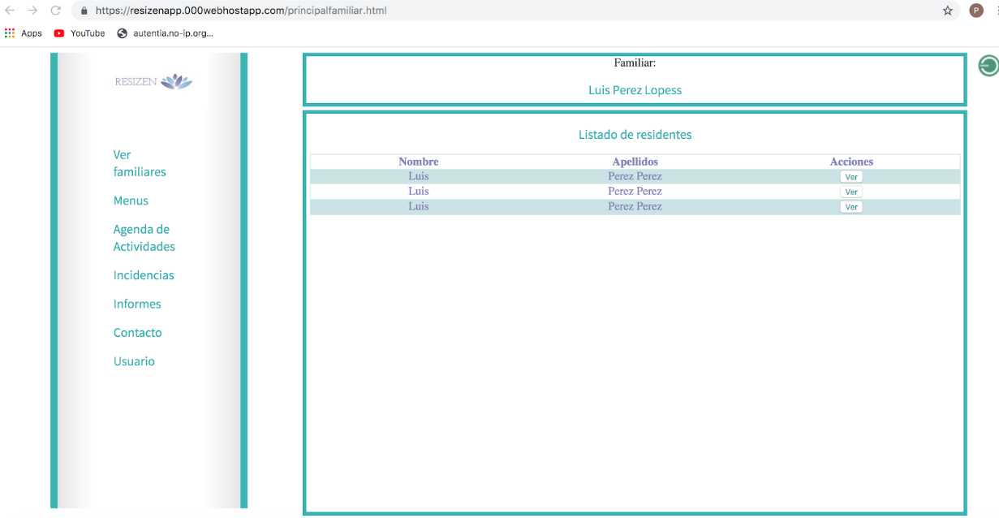 https://resizenapp.000webhostapp.com/principalfamiliar.html
P
Apps YouTube autentia.no-ip.org...
RESIZEN
Ver
familiares
Menus
Agenda de
Actividades
Incidencias
Informes
Contacto
Usuario
Familiar:
Luis Perez Lopess
Listado de residentes
Nombre Apellidos Acciones
Luis Perez Perez Ver
Luis Perez Perez Ver
Luis Perez Perez Ver